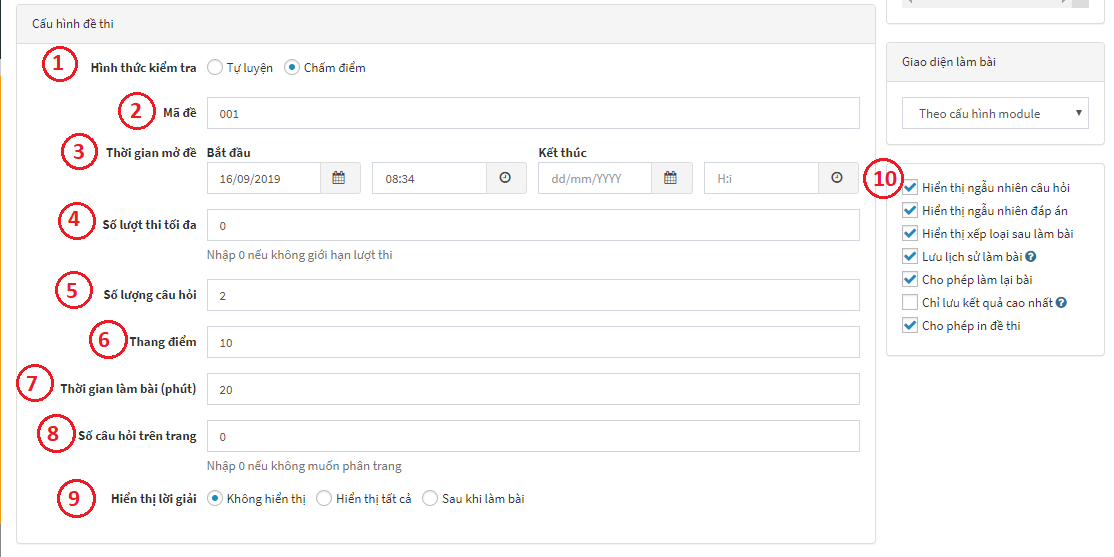 Cấu hình đề thi
1 Hình thức kiểm tra Tự luyện Chấm điểm
2 Mã đề 001
3 Thời gian mở đề Bắt đầu Kết thúc
16/09/2019 08:34 dd/mm/YYYY H:i
4 Số lượt thi tối đa 0
Nhập 0 nếu không giới hạn lượt thi
5 Số lượng câu hỏi 2
6 Thang điểm 10
7 Thời gian làm bài (phút) 20
8 Số câu hỏi trên trang 0
Nhập 0 nếu không muốn phân trang
9 Hiển thị lời giải Không hiển thị Hiển thị tất cả Sau khi làm bài
Giao diện làm bài
Theo cấu hình module
10 Hiển thị ngẫu nhiên câu hỏi
Hiển thị ngẫu nhiên đáp án
Hiển thị xếp loại sau làm bài
Lưu lịch sử làm bài ?
Cho phép làm lại bài
Chỉ lưu kết quả cao nhất ?
Cho phép in đề thi